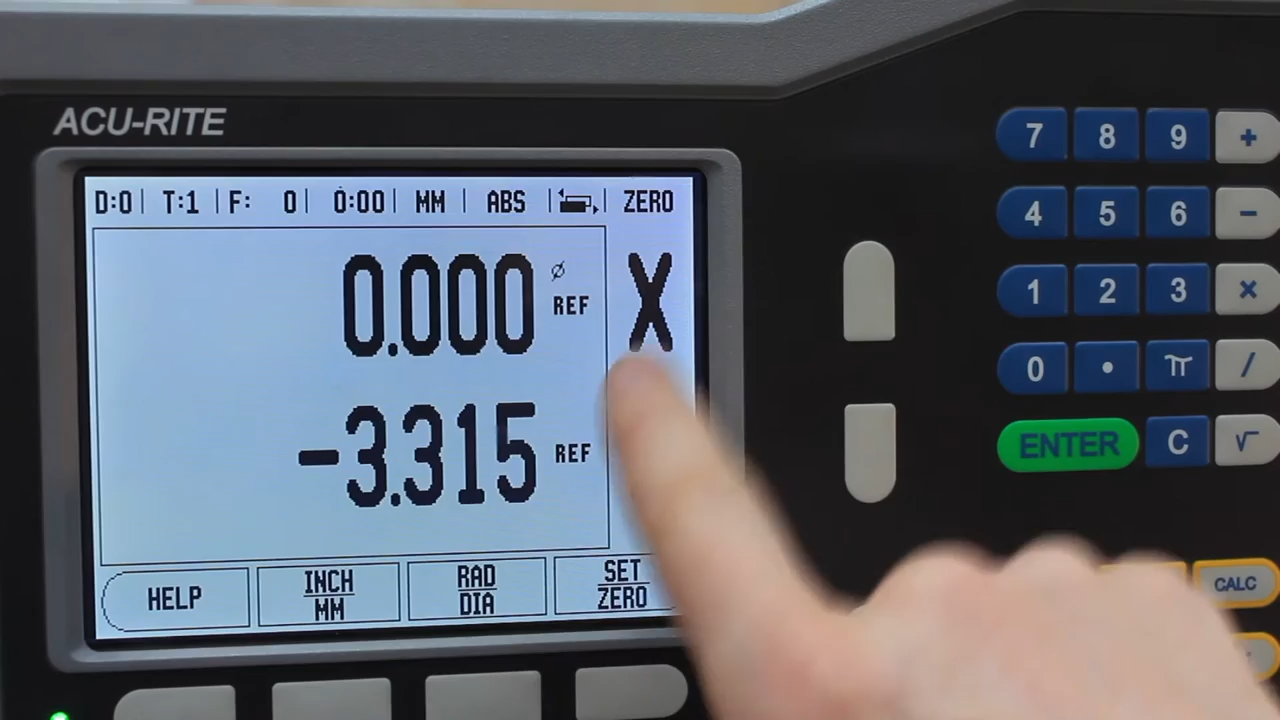 ACU-RITE
D:0 T:1 F: 0 0:00 MM ABS ZERO
0.000 Ø REF X
-3.315 REF
HELP INCH/MM RAD/DIA SET/ZERO
7 8 9 +
4 5 6 -
1 2 3 ×
0 . π /
ENTER C √
CALC